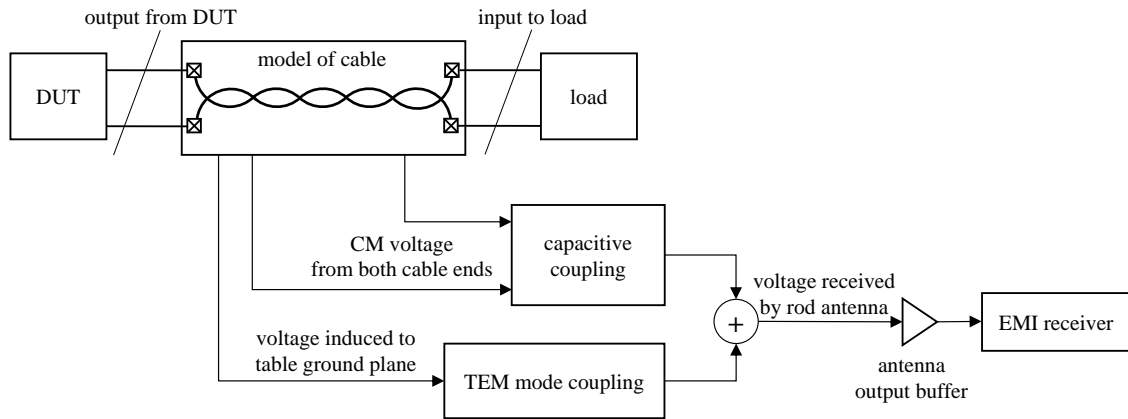 output from DUT
input to load
model of cable
DUT
load
CM voltage
from both cable ends
capacitive
coupling
voltage received
by rod antenna
+
EMI receiver
voltage induced to
table ground plane
TEM mode coupling
antenna
output buffer